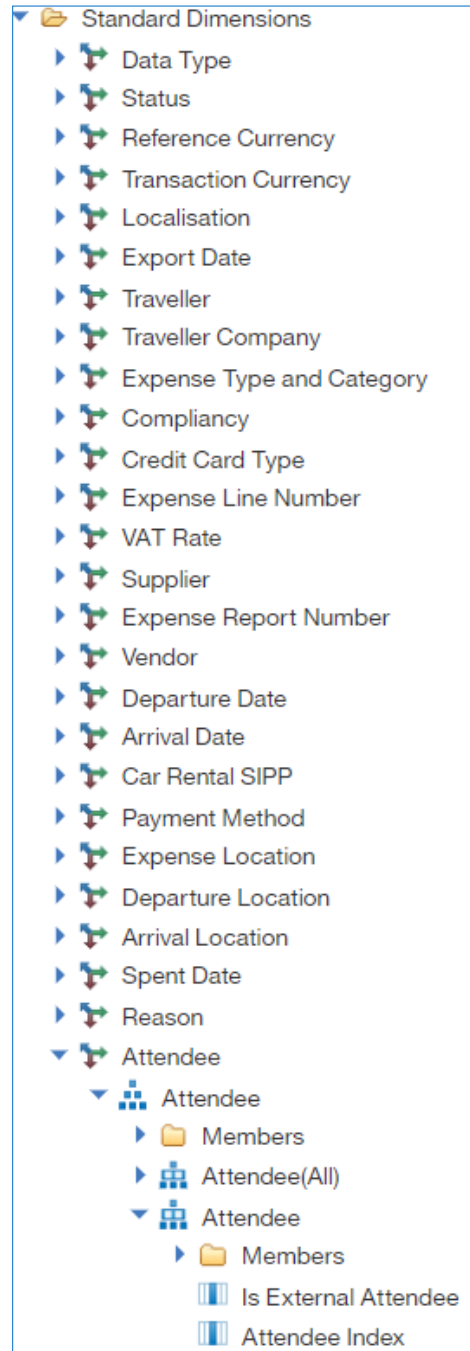 Standard Dimensions
Data Type
Status
Reference Currency
Transaction Currency
Localisation
Export Date
Traveller
Traveller Company
Expense Type and Category
Compliancy
Credit Card Type
Expense Line Number
VAT Rate
Supplier
Expense Report Number
Vendor
Departure Date
Arrival Date
Car Rental SIPP
Payment Method
Expense Location
Departure Location
Arrival Location
Spent Date
Reason
Attendee
Attendee
Members
Attendee(All)
Attendee
Members
Is External Attendee
Attendee Index